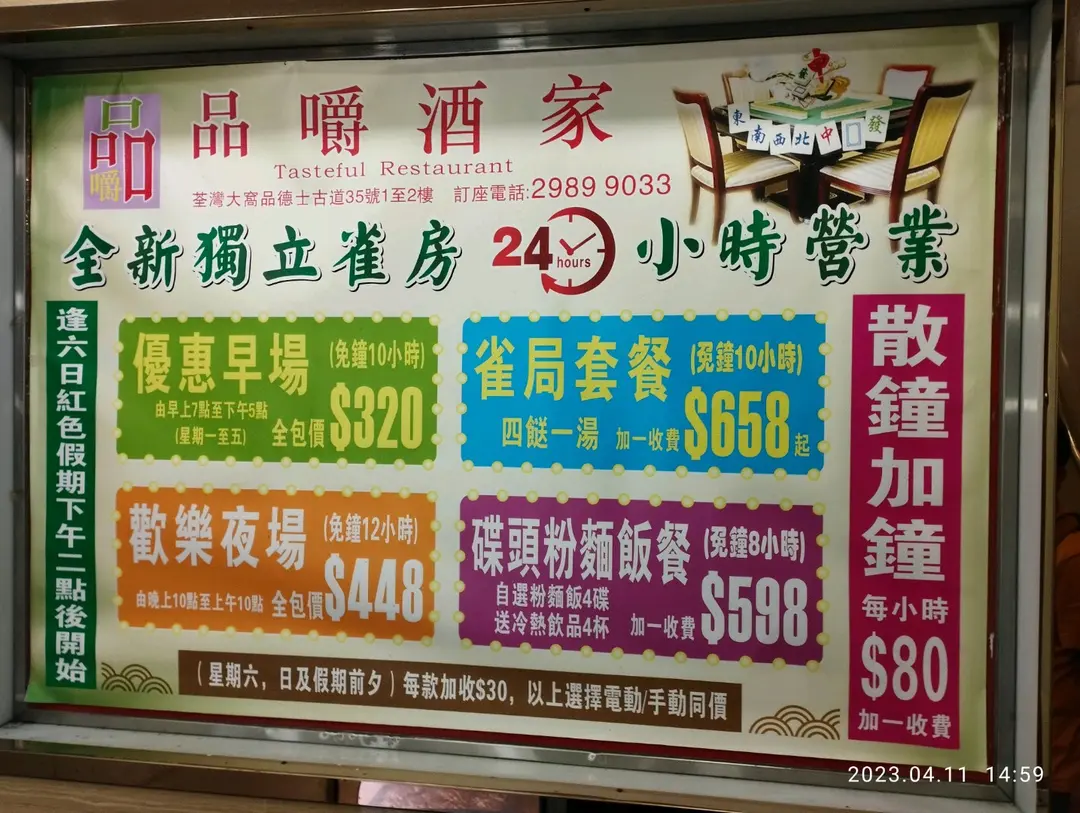 品嚼
品嚼酒家
Tasteful Restaurant
荃灣大窩品德士古道35號1至2樓 訂座電話:2989 9033
東南西北中發
全新獨立雀房 24 hours 小時營業
逢六日紅色假期下午二點後開始
優惠早場 (免鐘10小時)
由早上7點至下午5點
(星期一至五) 全包價 $320
雀局套餐 (免鐘10小時)
四餸一湯 加一收費 $658起
歡樂夜場 (免鐘12小時)
由晚上10點至上午10點 全包價 $448
碟頭粉麵飯餐 (免鐘8小時)
自選粉麵飯4碟
送冷熱飲品4杯 加一收費 $598
散鐘加鐘
每小時
$80
加一收費
(星期六, 日及假期前夕) 每款加收$30, 以上選擇電動/手動同價
2023.04.11 14:59